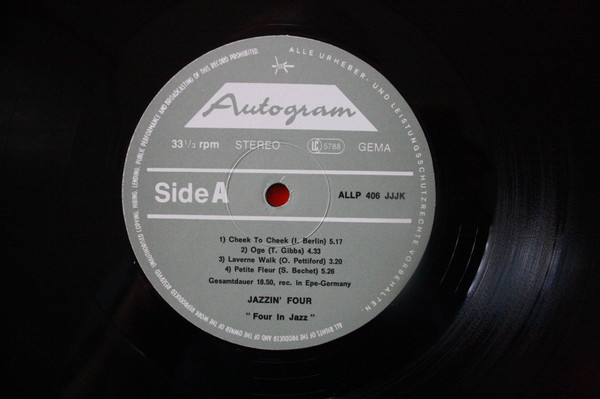 Autogram
33 1/3 rpm STEREO LC 5788 GEMA
Side A ALLP 406 JJJK
1) Cheek To Cheek (I. Berlin) 5.17
2) Oge (T. Gibbs) 4.33
3) Laverne Walk (O. Pettiford) 3.20
4) Petite Fleur (S. Bechet) 5.26
Gesamtdauer 18.50, rec. in Epe-Germany
JAZZIN' FOUR
"Four In Jazz"
ALLE URHEBER- UND LEISTUNGSSCHUTZRECHTE VORBEHALTEN.
ALL RIGHTS OF THE PRODUCER AND OF THE OWNER OF THE WORK REPRODUCED RESERVED. UNAUTHORISED COPYING, HIRING, LENDING, PUBLIC PERFORMANCE AND BROADCASTING OF THIS RECORD PROHIBITED.